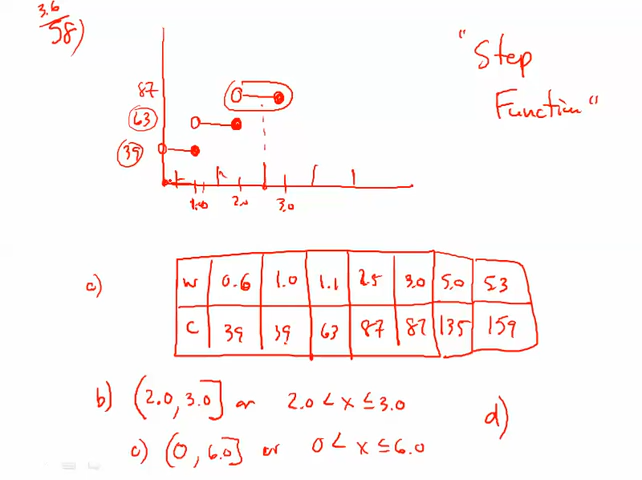 3.6
58)
"Step
Function"
87
63
39
1.0
2.0
3.0
a)
W 0.6 1.0 1.1 2.5 3.0 5.0 5.3
C 39 39 63 87 87 135 159
b) (2.0, 3.0] or 2.0 < x ≤ 3.0
d)
c) (0, 6.0] or 0 < x ≤ 6.0